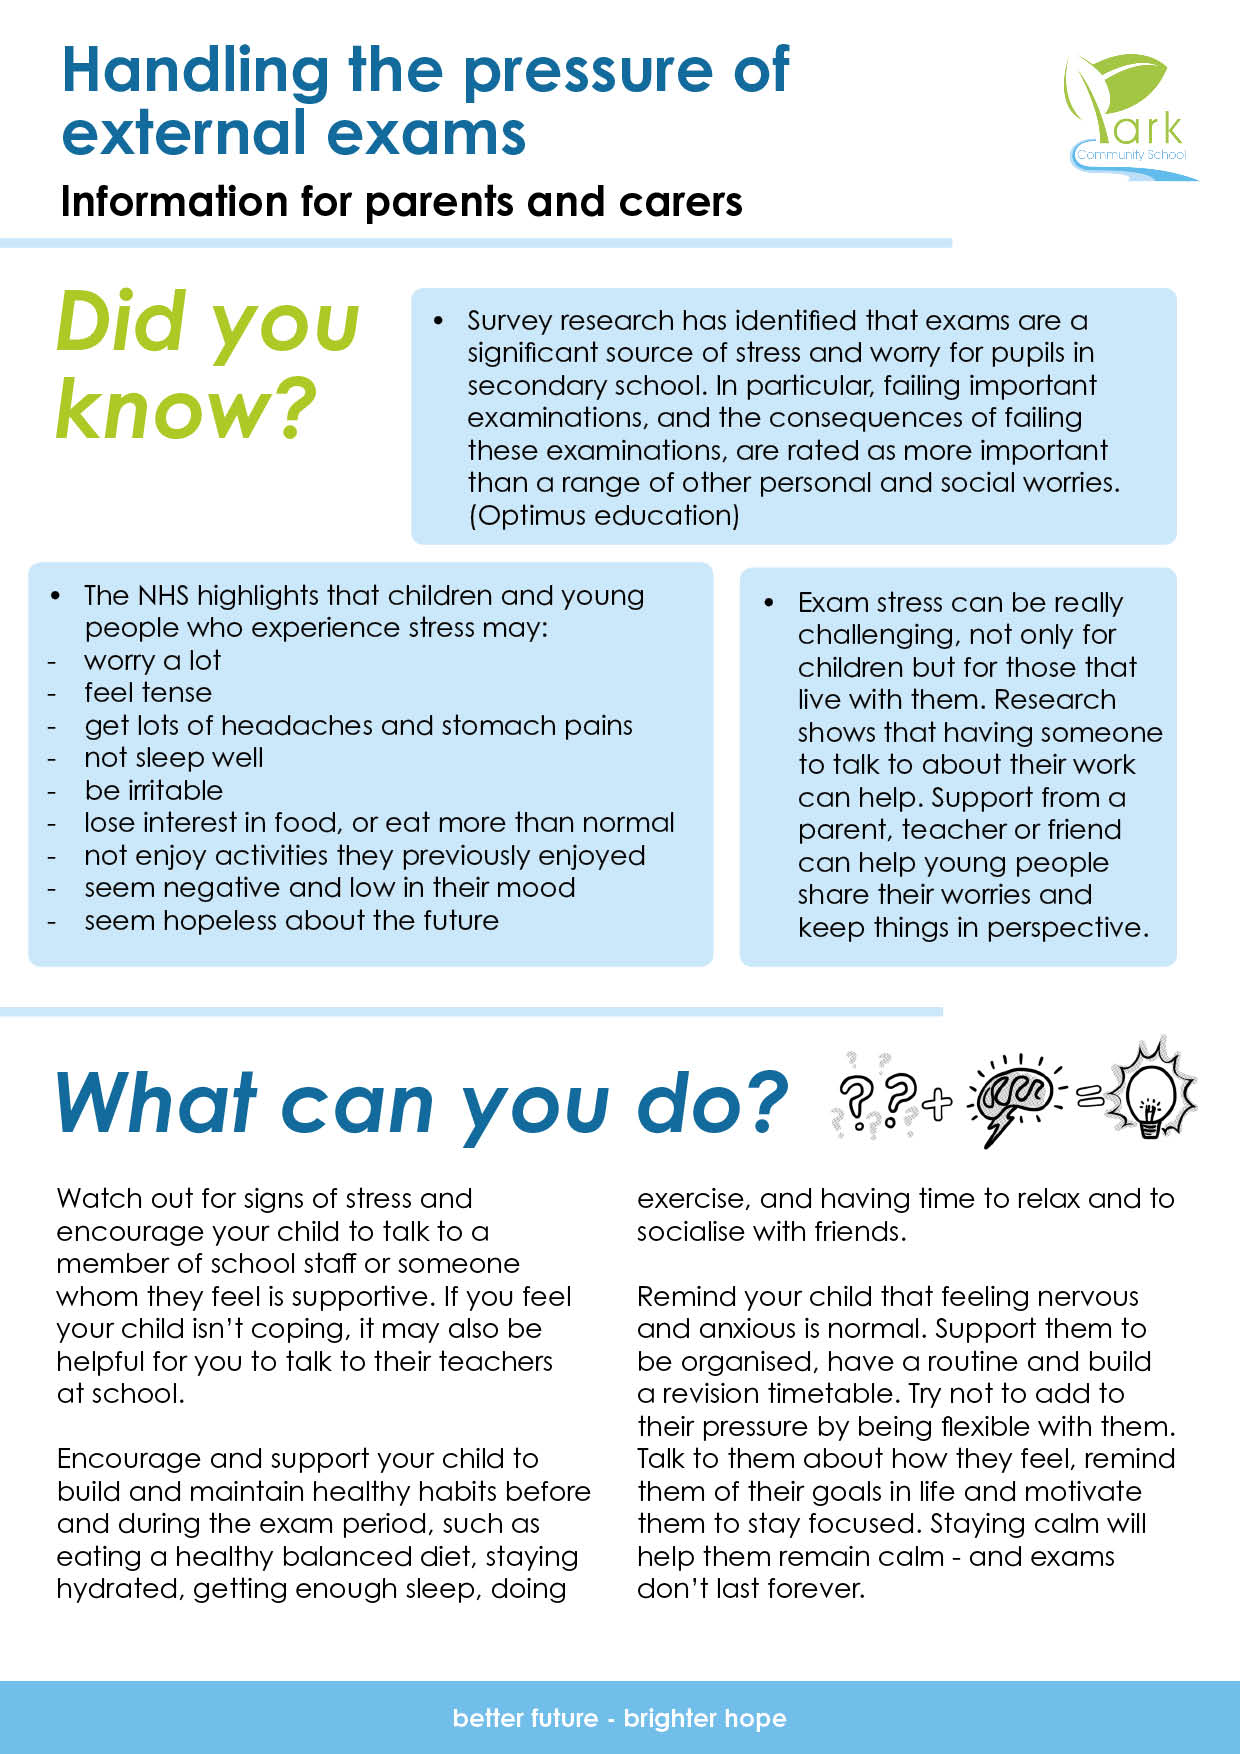 Handling the pressure of
external exams
Information for parents and carers
Park
Community School
Did you
know?
• Survey research has identified that exams are a
significant source of stress and worry for pupils in
secondary school. In particular, failing important
examinations, and the consequences of failing
these examinations, are rated as more important
than a range of other personal and social worries.
(Optimus education)
• The NHS highlights that children and young
people who experience stress may:
- worry a lot
- feel tense
- get lots of headaches and stomach pains
- not sleep well
- be irritable
- lose interest in food, or eat more than normal
- not enjoy activities they previously enjoyed
- seem negative and low in their mood
- seem hopeless about the future
• Exam stress can be really
challenging, not only for
children but for those that
live with them. Research
shows that having someone
to talk to about their work
can help. Support from a
parent, teacher or friend
can help young people
share their worries and
keep things in perspective.
What can you do?
Watch out for signs of stress and
encourage your child to talk to a
member of school staff or someone
whom they feel is supportive. If you feel
your child isn't coping, it may also be
helpful for you to talk to their teachers
at school.
Encourage and support your child to
build and maintain healthy habits before
and during the exam period, such as
eating a healthy balanced diet, staying
hydrated, getting enough sleep, doing
exercise, and having time to relax and to
socialise with friends.
Remind your child that feeling nervous
and anxious is normal. Support them to
be organised, have a routine and build
a revision timetable. Try not to add to
their pressure by being flexible with them.
Talk to them about how they feel, remind
them of their goals in life and motivate
them to stay focused. Staying calm will
help them remain calm - and exams
don't last forever.
better future - brighter hope